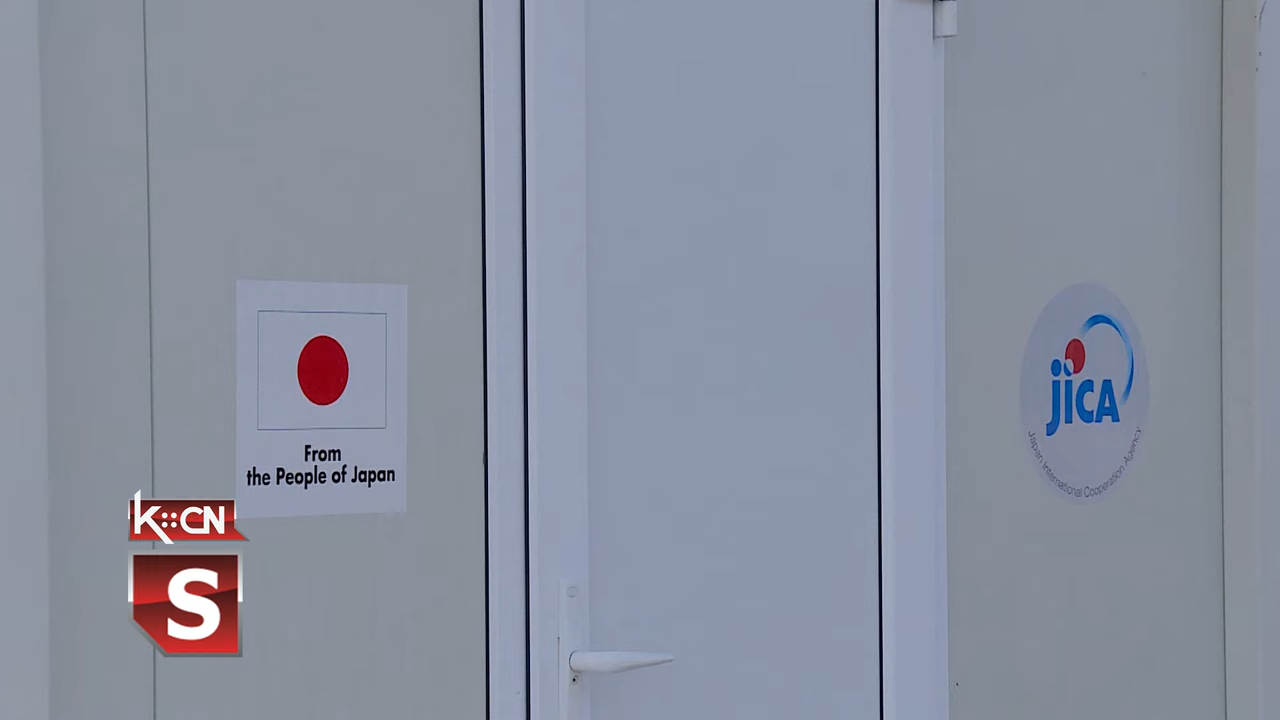 From
the People of Japan
jICA
Japan International Cooperation Agency
K::CN
S